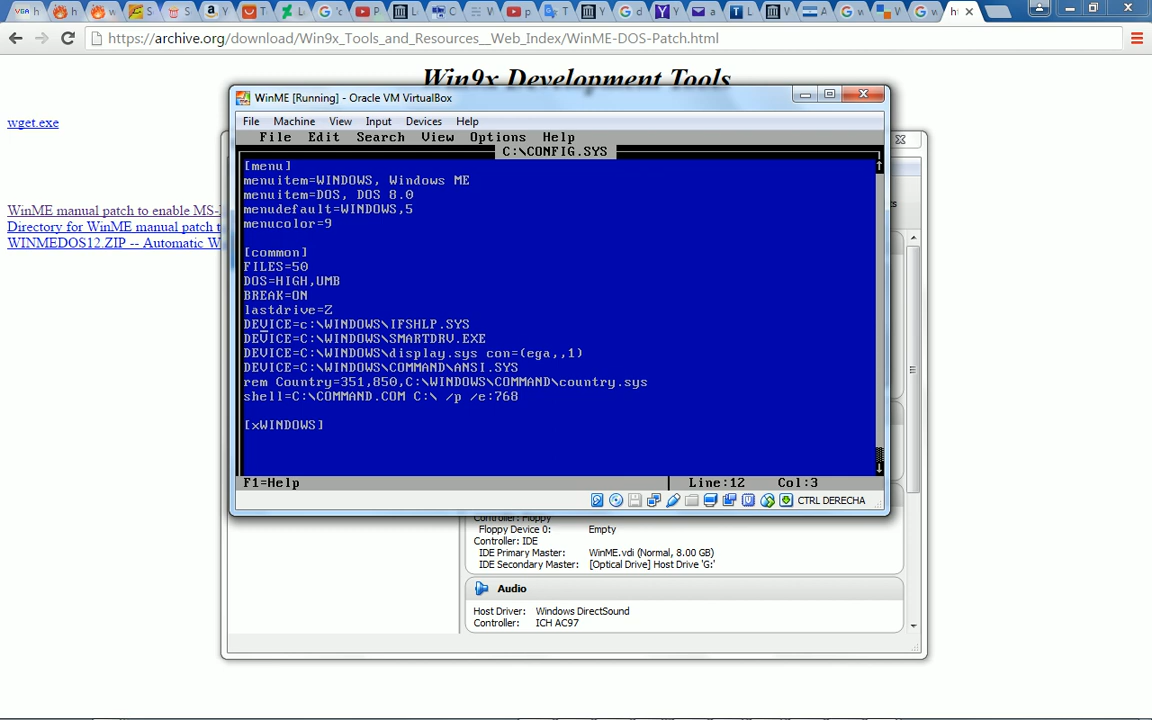 https://archive.org/download/Win9x_Tools_and_Resources__Web_Index/WinME-DOS-Patch.html
Win9x Development Tools
wget.exe
WinME manual patch to enable MS-
Directory for WinME manual patch t
WINMEDOS12.ZIP -- Automatic W
WinME [Running] - Oracle VM VirtualBox
File Machine View Input Devices Help
File Edit Search View Options Help
C:\CONFIG.SYS
[menu]
menuitem=WINDOWS, Windows ME
menuitem=DOS, DOS 8.0
menudefault=WINDOWS,5
menucolor=9
[common]
FILES=50
DOS=HIGH,UMB
BREAK=ON
lastdrive=Z
DEVICE=c:\WINDOWS\IFSHLP.SYS
DEVICE=C:\WINDOWS\SMARTDRV.EXE
DEVICE=C:\WINDOWS\display.sys con=(ega,,1)
DEVICE=C:\WINDOWS\COMMAND\ANSI.SYS
rem Country=351,850,C:\WINDOWS\COMMAND\country.sys
shell=C:\COMMAND.COM C:\ /p /e:768
[xWINDOWS]
F1=Help Line:12 Col:3
CTRL DERECHA
Controller: Floppy
Floppy Device 0: Empty
Controller: IDE
IDE Primary Master: WinME.vdi (Normal, 8.00 GB)
IDE Secondary Master: [Optical Drive] Host Drive 'G:'
Audio
Host Driver: Windows DirectSound
Controller: ICH AC97